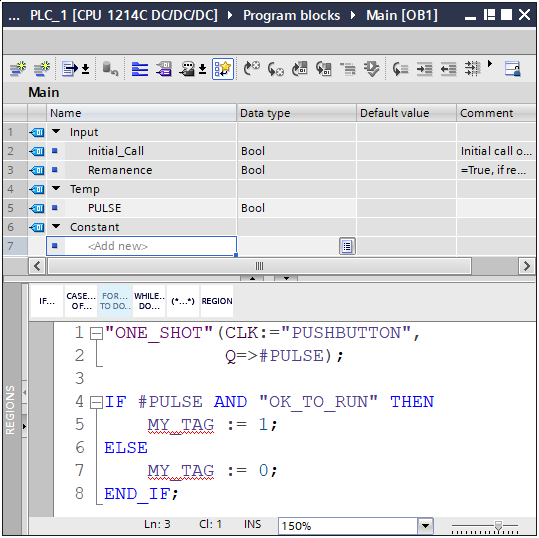 PLC_1 [CPU 1214C DC/DC/DC] Program blocks Main [OB1]
Main
Name Data type Default value Comment
1 Input
2 Initial_Call Bool Initial call o...
3 Remanence Bool =True, if re...
4 Temp
5 PULSE Bool
6 Constant
7 <Add new>
IF... CASE... OF... FOR... TO DO.. WHILE.. DO... (*...*) REGION
REGIONS
1 "ONE_SHOT"(CLK:="PUSHBUTTON",
2 Q=>#PULSE);
3
4 IF #PULSE AND "OK_TO_RUN" THEN
5 MY_TAG := 1;
6 ELSE
7 MY_TAG := 0;
8 END_IF;
Ln: 3 Cl: 1 INS 150%